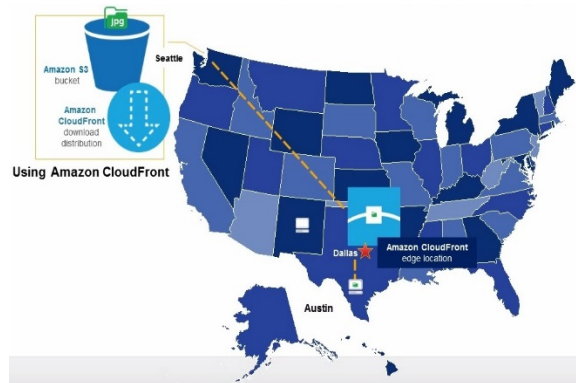 jpg
Seattle
Amazon S3
bucket
Amazon
CloudFront
download
distribution
Using Amazon CloudFront
Dallas
Amazon CloudFront
edge location
Austin